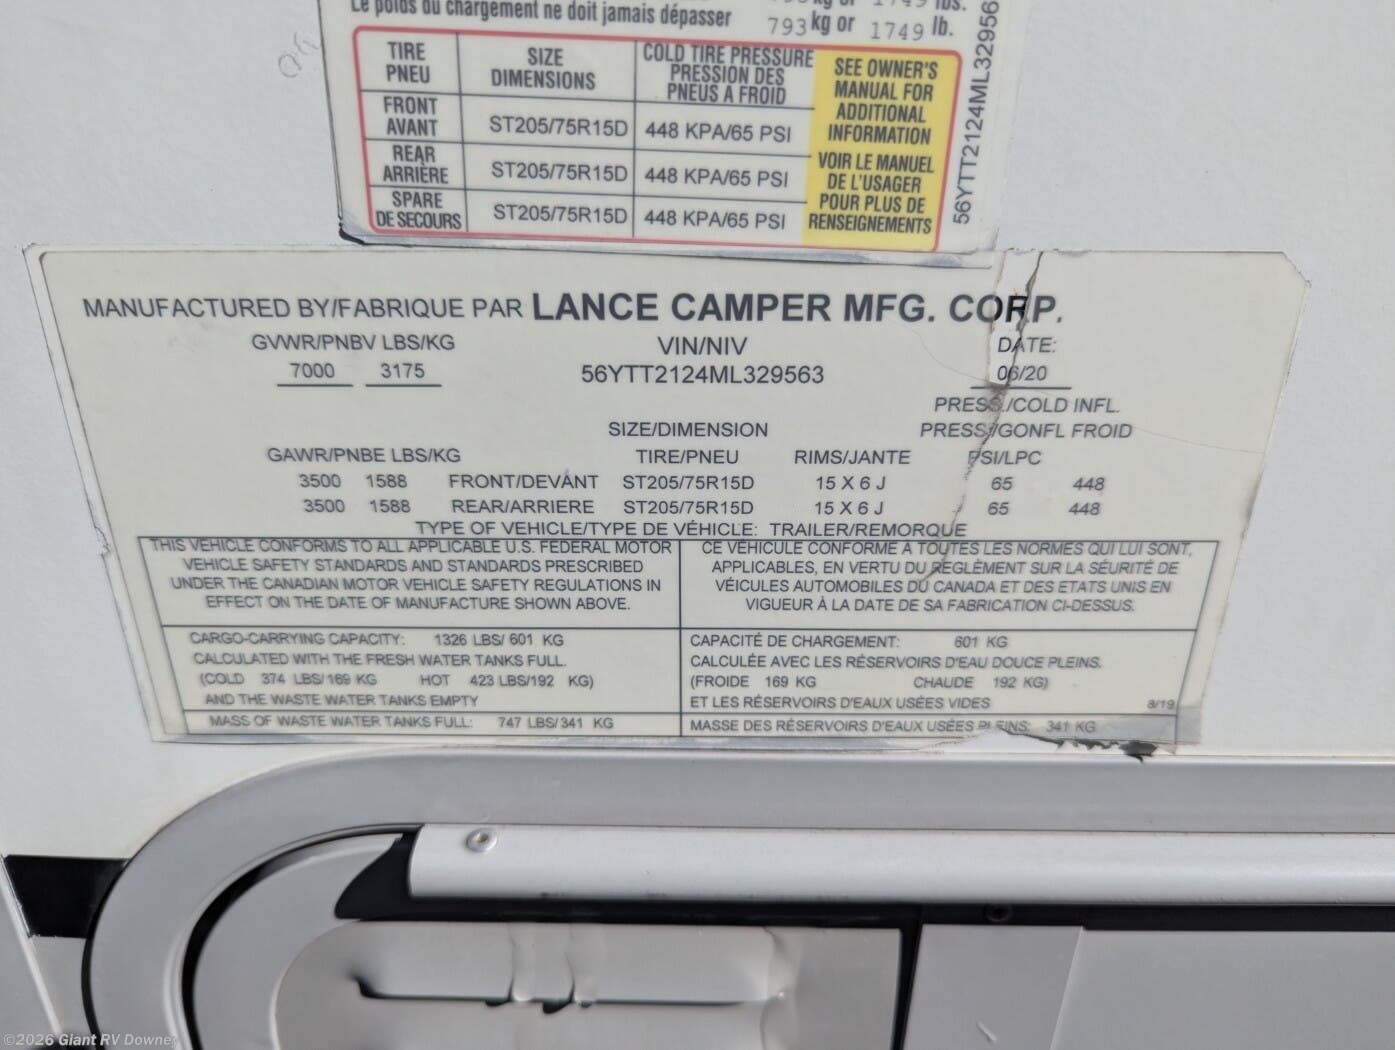 Le poids du chargement ne doit jamais dépasser 793 kg or 1749 lb.
TIRE PNEU
SIZE DIMENSIONS
COLD TIRE PRESSURE PRESSION DES PNEUS A FROID
SEE OWNER'S MANUAL FOR ADDITIONAL INFORMATION
VOIR LE MANUEL DE L'USAGER POUR PLUS DE RENSEIGNEMENTS
FRONT AVANT ST205/75R15D 448 KPA/65 PSI
REAR ARRIÈRE ST205/75R15D 448 KPA/65 PSI
SPARE DE SECOURS ST205/75R15D 448 KPA/65 PSI
56YTT2124ML329563
MANUFACTURED BY/FABRIQUE PAR LANCE CAMPER MFG. CORP.
GVWR/PNBV LBS/KG VIN/NIV DATE:
7000 3175 56YTT2124ML329563 06/20
PRESS./COLD INFL.
SIZE/DIMENSION PRESS/GONFL FROID
GAWR/PNBE LBS/KG TIRE/PNEU RIMS/JANTE PSI/LPC
3500 1588 FRONT/DEVANT ST205/75R15D 15 X 6 J 65 448
3500 1588 REAR/ARRIERE ST205/75R15D 15 X 6 J 65 448
TYPE OF VEHICLE/TYPE DE VÉHICLE: TRAILER/REMORQUE
THIS VEHICLE CONFORMS TO ALL APPLICABLE U.S. FEDERAL MOTOR
VEHICLE SAFETY STANDARDS AND STANDARDS PRESCRIBED
UNDER THE CANADIAN MOTOR VEHICLE SAFETY REGULATIONS IN
EFFECT ON THE DATE OF MANUFACTURE SHOWN ABOVE.
CE VÉHICULE CONFORME A TOUTES LES NORMES QUI LUI SONT,
APPLICABLES, EN VERTU DU REGLEMENT SUR LA SÉURITÉ DE
VÉICULES AUTOMOBILES DU CANADA ET DES ETATS UNIS EN
VIGUEUR À LA DATE DE SA FABRICATION CI-DESSUS.
CARGO-CARRYING CAPACITY: 1326 LBS/ 601 KG
CALCULATED WITH THE FRESH WATER TANKS FULL.
(COLD 374 LBS/169 KG HOT 423 LBS/192 KG)
AND THE WASTE WATER TANKS EMPTY
MASS OF WASTE WATER TANKS FULL: 747 LBS/341 KG
CAPACITÉ DE CHARGEMENT: 601 KG
CALCULÉE AVEC LES RÉSERVOIRS D'EAU DOUCE PLEINS.
(FROIDE 169 KG CHAUDE 192 KG)
ET LES RÉSERVOIRS D'EAUX USÉES VIDES 8/19
MASSE DES RÉSERVOIRS D'EAUX USÉES PLEINS: 341 KG
©2026 Giant RV Downey